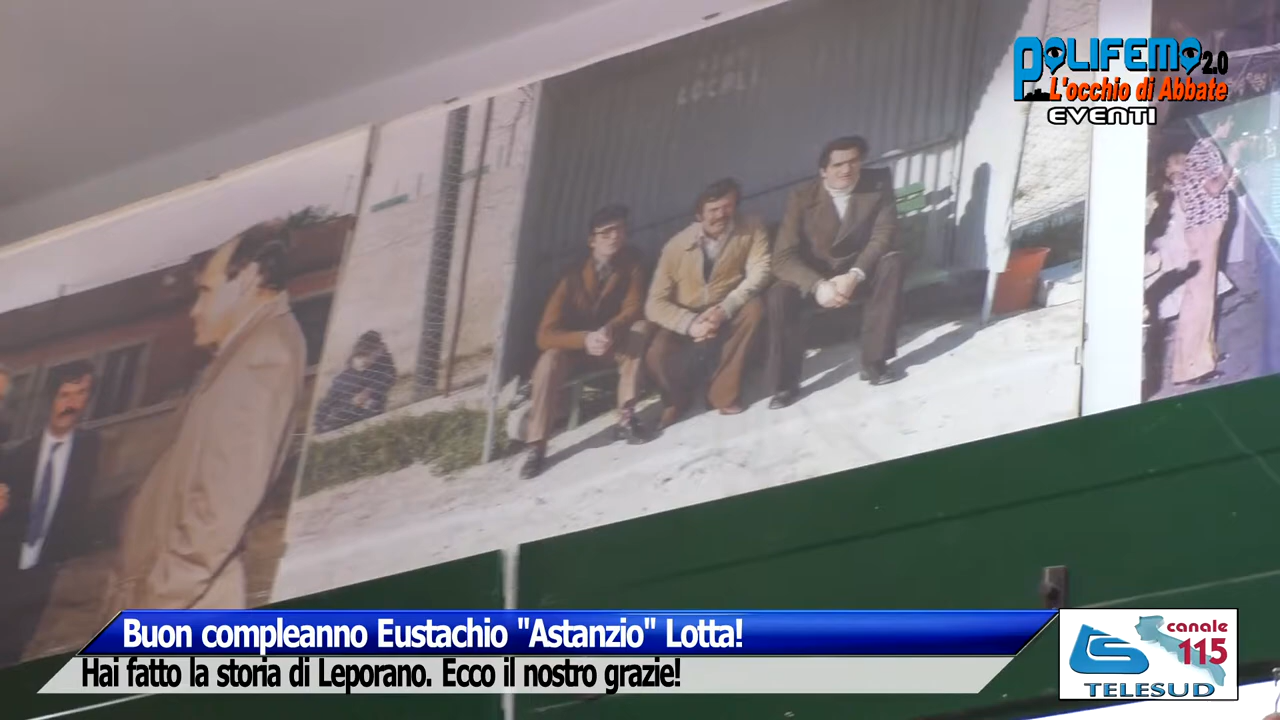 POLIFEMO 2.0
L'occhio di Abbate
EVENTI
Buon compleanno Eustachio "Astanzio" Lotta!
Hai fatto la storia di Leporano. Ecco il nostro grazie!
canale
115
TELESUD